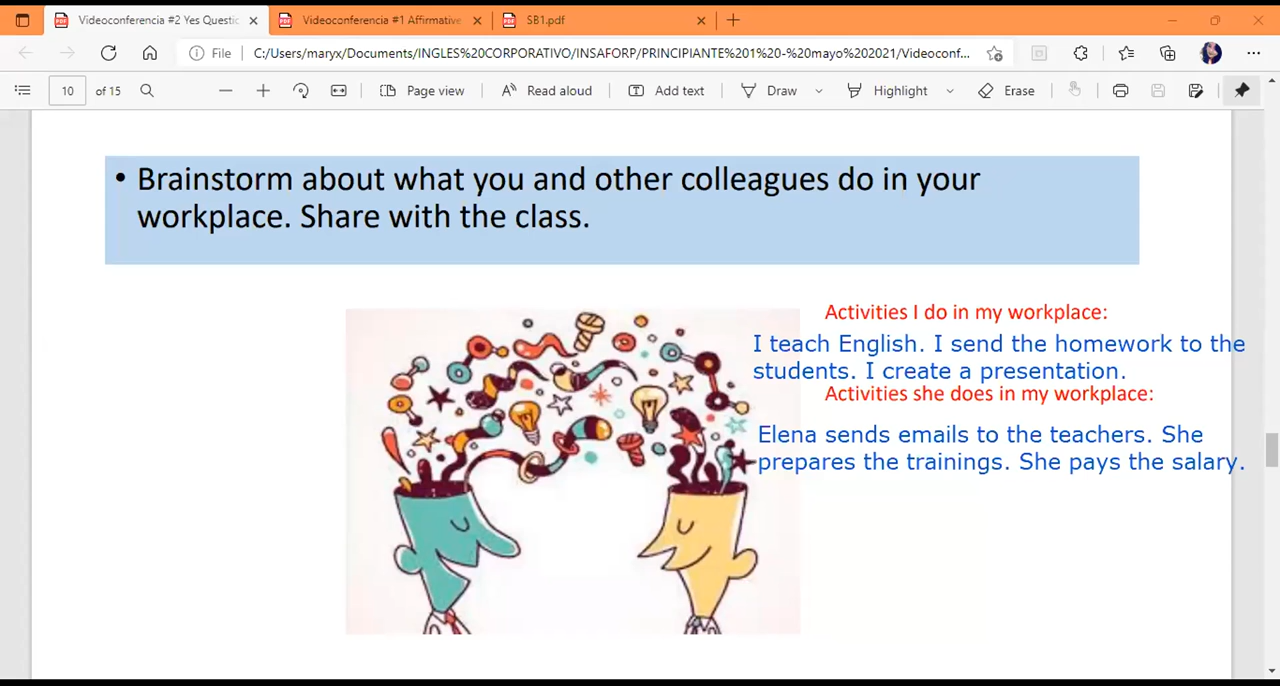 Videoconferencia #2 Yes Questic
Videoconferencia #1 Affirmative
SB1.pdf
File
C:/Users/maryx/Documents/INGLES%20CORPORATIVO/INSAFORP/PRINCIPIANTE%201%20-%20mayo%202021/Videoconf...
10 of 15
Page view
Read aloud
Add text
Draw
Highlight
Erase
• Brainstorm about what you and other colleagues do in your
workplace. Share with the class.
Activities I do in my workplace:
I teach English. I send the homework to the
students. I create a presentation.
Activities she does in my workplace:
Elena sends emails to the teachers. She
prepares the trainings. She pays the salary.